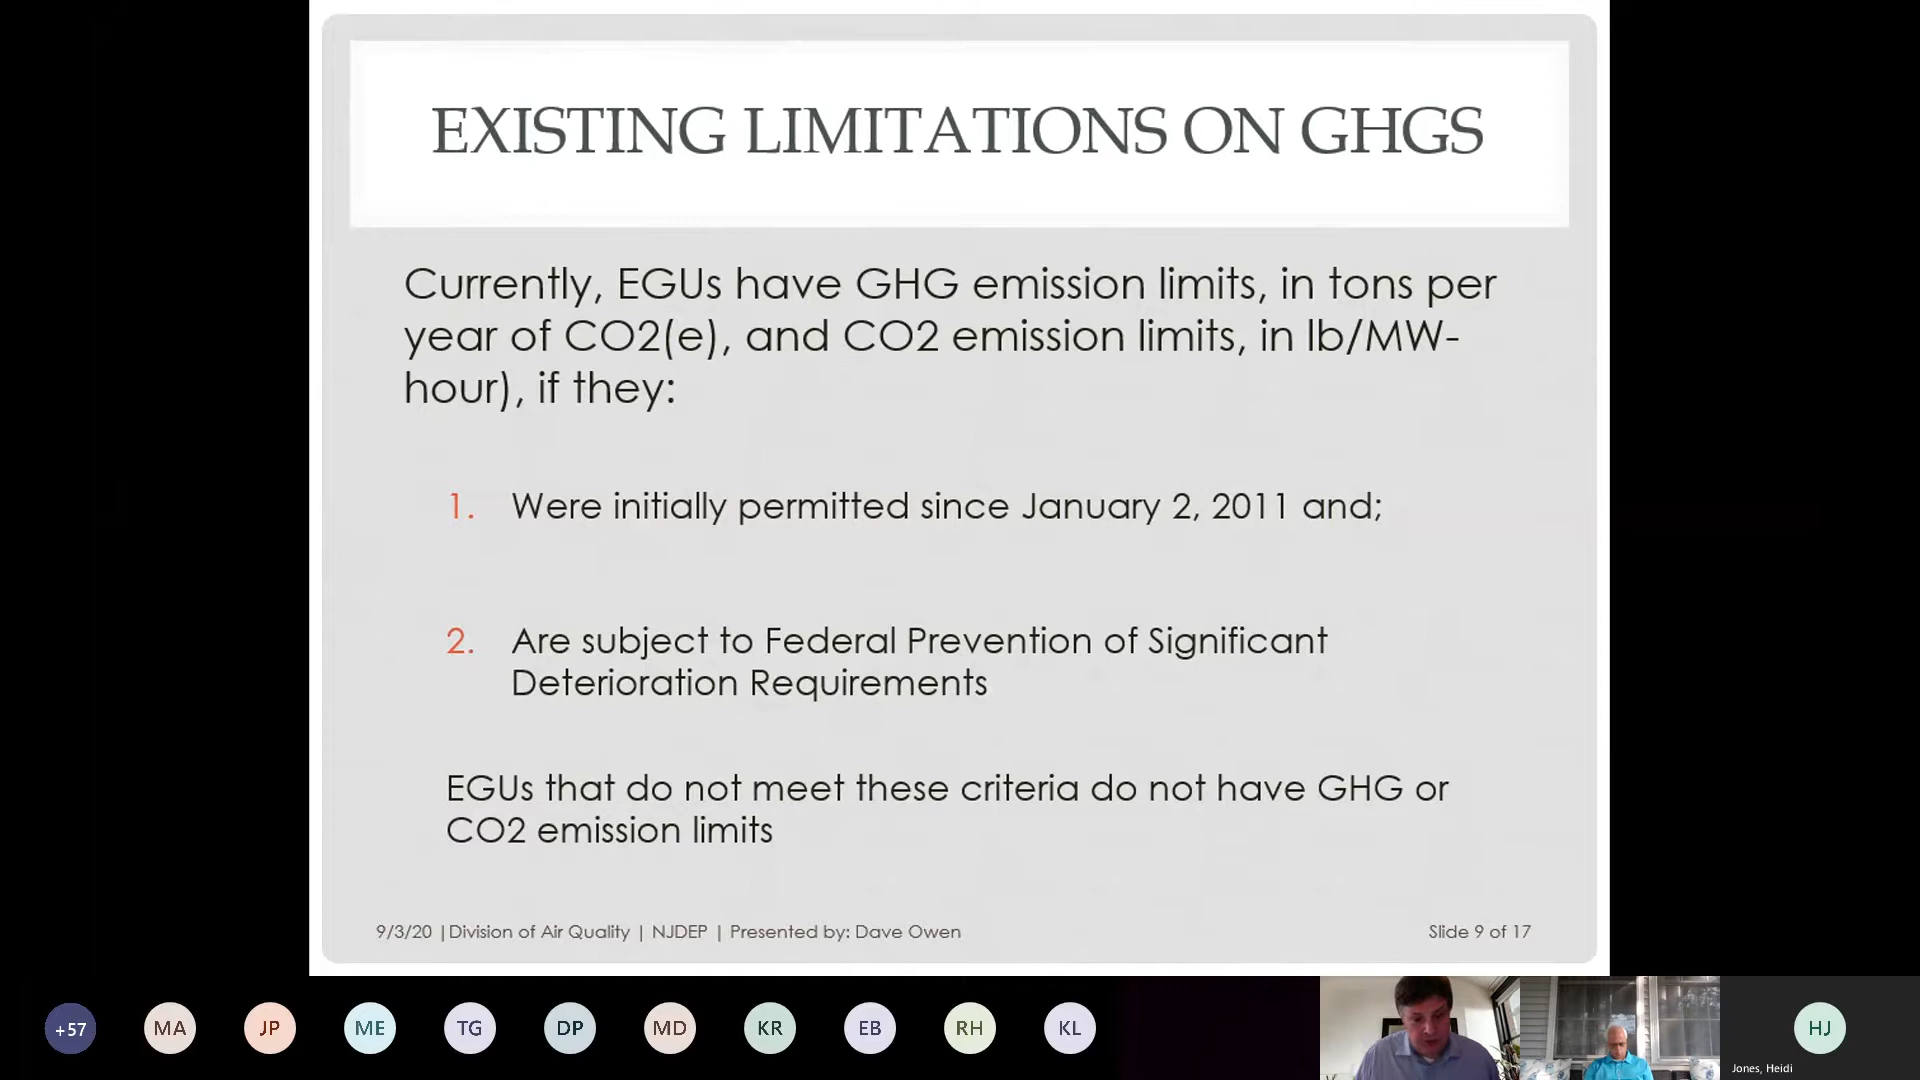 EXISTING LIMITATIONS ON GHGS
Currently, EGUs have GHG emission limits, in tons per
year of CO2(e), and CO2 emission limits, in lb/MW-
hour), if they:
1. Were initially permitted since January 2, 2011 and;
2. Are subject to Federal Prevention of Significant
Deterioration Requirements
EGUs that do not meet these criteria do not have GHG or
CO2 emission limits
9/3/20 |Division of Air Quality | NJDEP | Presented by: Dave Owen
Slide 9 of 17
+57 MA JP ME TG DP MD KR EB RH KL HJ
Jones, Heidi